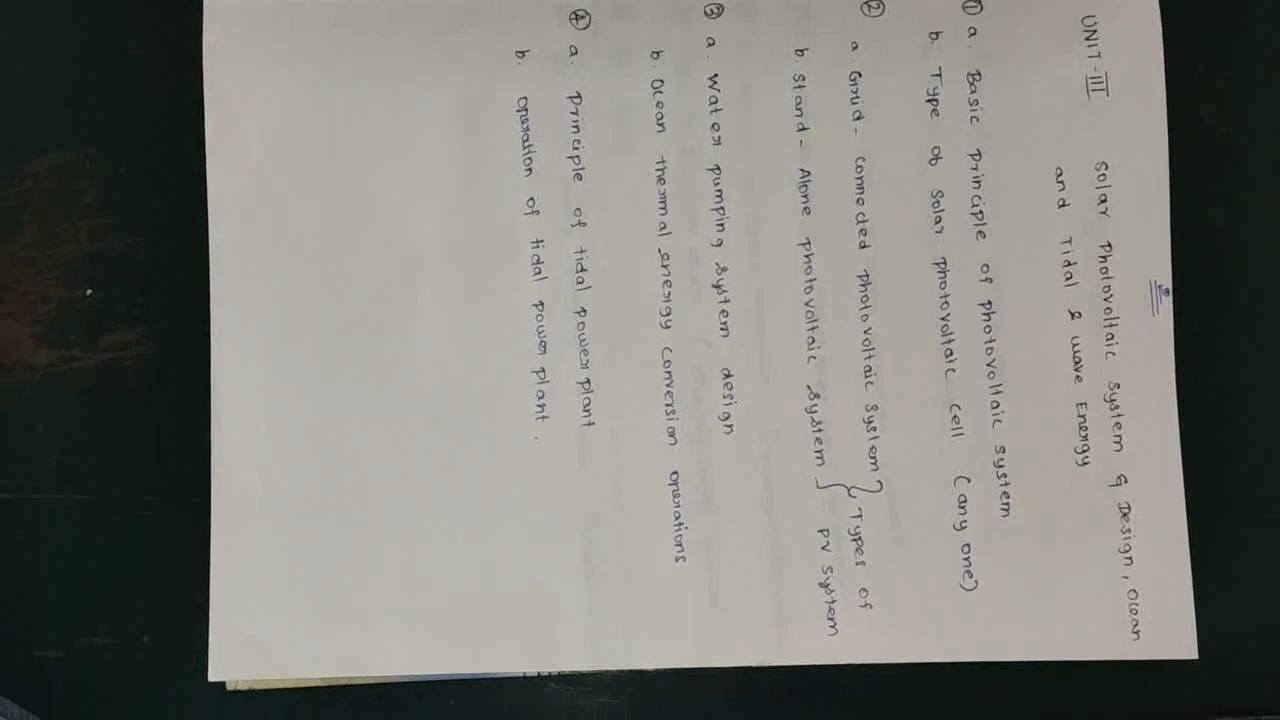 UNIT-III Solar Photovoltaic System & Design, Ocean
and Tidal & wave Energy
① a. Basic principle of photovoltaic system
b. Type of Solar photovoltaic cell (any one)
② a. Grid-connected photovoltaic system } Types of
b. Stand-Alone photovoltaic system } PV system
③ a. Water pumping system design
b. Ocean thermal energy conversion operations
④ a. principle of tidal power plant
b. operation of tidal power plant.